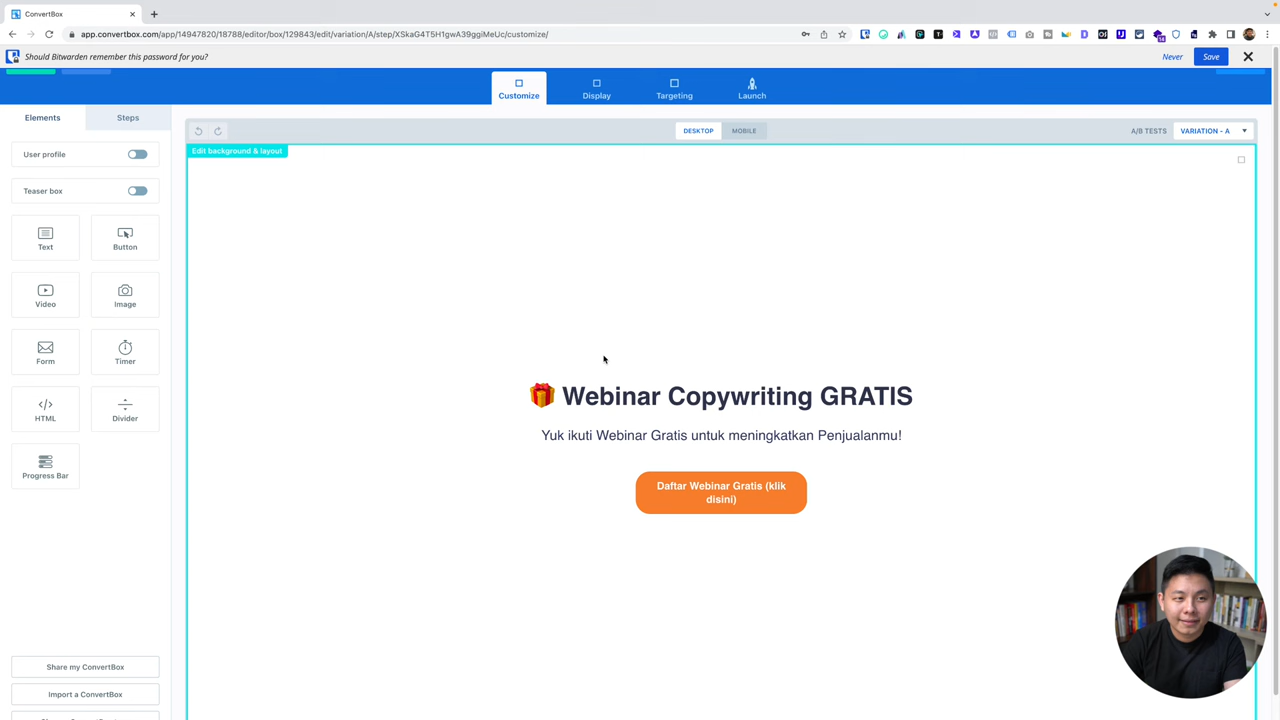 ConvertBox
app.convertbox.com/app/14947820/18788/editor/box/129843/edit/variation/A/step/XSkaG4T5H1gwA39ggiMeUc/customize/
Should Bitwarden remember this password for you?
Never
Save
Customize
Display
Targeting
Launch
Elements
Steps
DESKTOP
MOBILE
A/B TESTS
VARIATION - A
Edit background & layout
User profile
Teaser box
Text
Button
Video
Image
Form
Timer
HTML
Divider
Progress Bar
Webinar Copywriting GRATIS
Yuk ikuti Webinar Gratis untuk meningkatkan Penjualanmu!
Daftar Webinar Gratis (klik
disini)
Share my ConvertBox
Import a ConvertBox